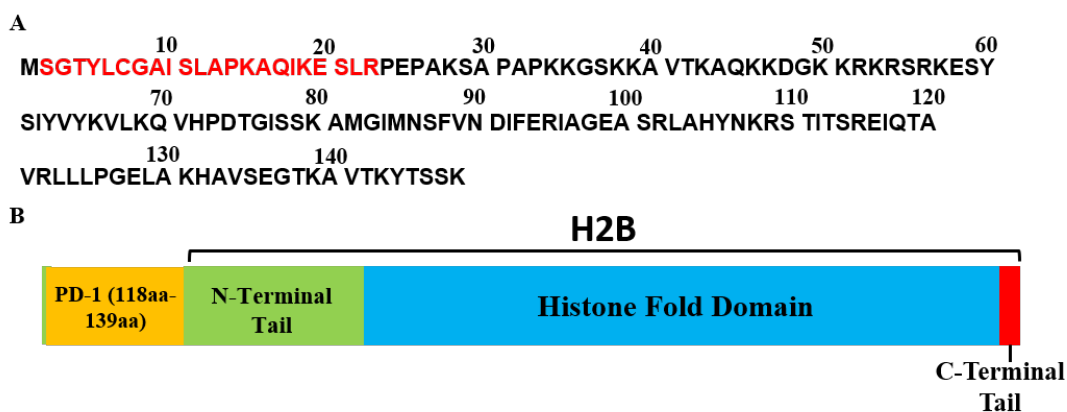 A
10 20 30 40 50 60
MSGTYLCGAIS SLAPKAQIKE SLRPEPAKSA PAPKKGSKKA VTKAQKKDGK KRKRSRKESY
70 80 90 100 110 120
SIYVYKVLKQ VHPDTGISSK AMGIMNSFVN DIFERIAGEA SRLAHYNKRS TITSREIQTA
130 140
VRLLLPGELA KHAVSEGTKA VTKYTSSK
B
H2B
PD-1 (118aa-
139aa)
N-Terminal
Tail
Histone Fold Domain
C-Terminal
Tail